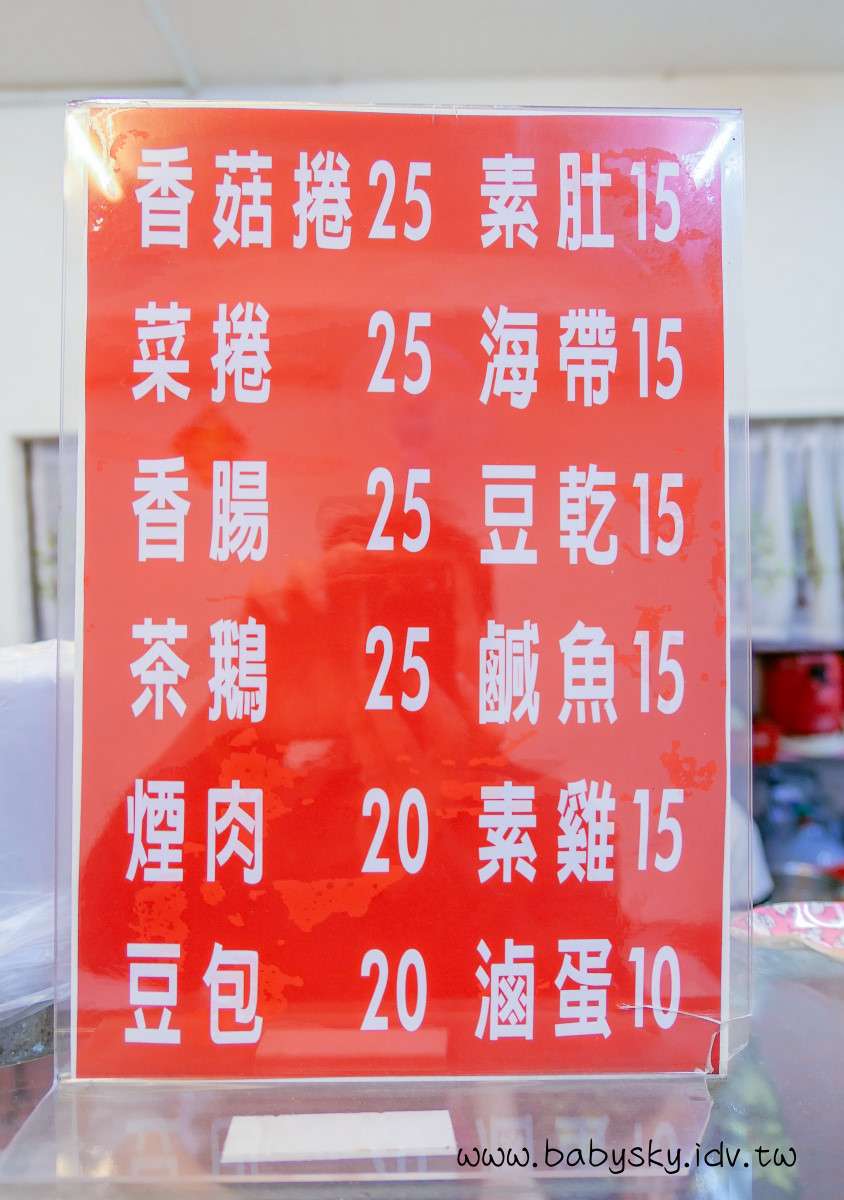 香菇捲25 素肚15
菜捲 25 海帶15
香腸 25 豆乾15
茶鵝 25 鹹魚15
煙肉 20 素雞15
豆包 20 滷蛋10
www.babysky.idv.tw